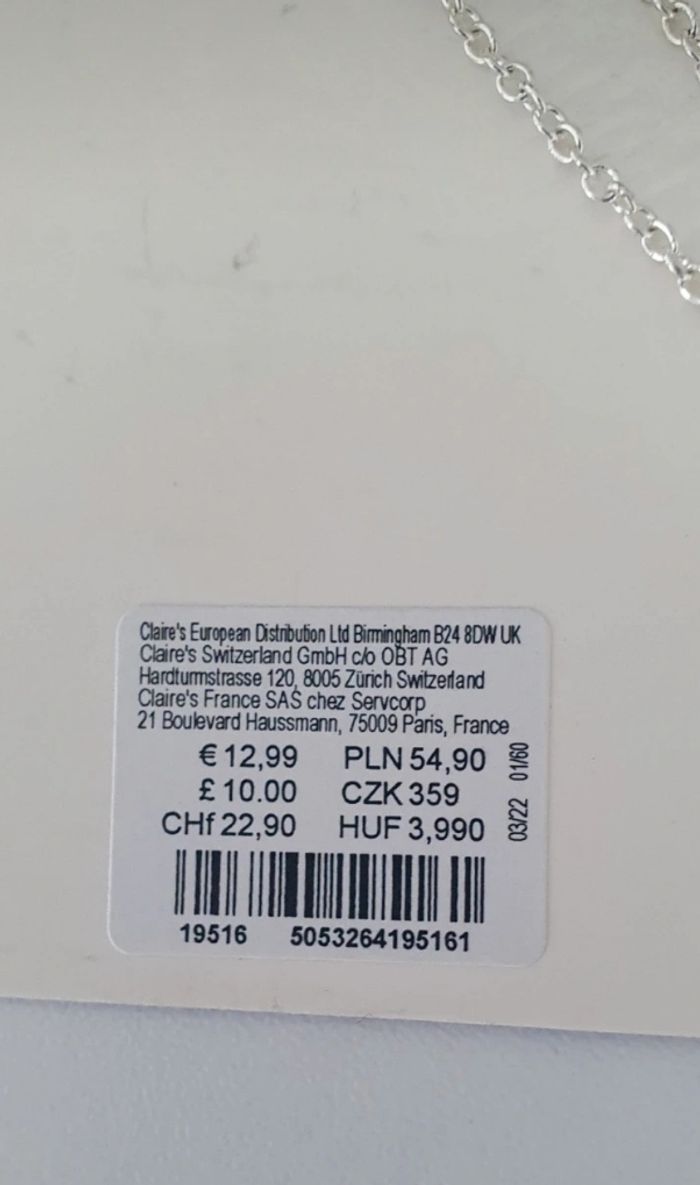 Claire's European Distribution Ltd Birmingham B24 8DW UK
Claire's Switzerland GmbH c/o OBT AG
Hardturmstrasse 120, 8005 Zürich Switzerland
Claire's France SAS chez Servcorp
21 Boulevard Haussmann, 75009 Paris, France
€ 12,99 PLN 54,90
£ 10.00 CZK 359
CHf 22,90 HUF 3,990
03/22 01/60
19516 5053264195161